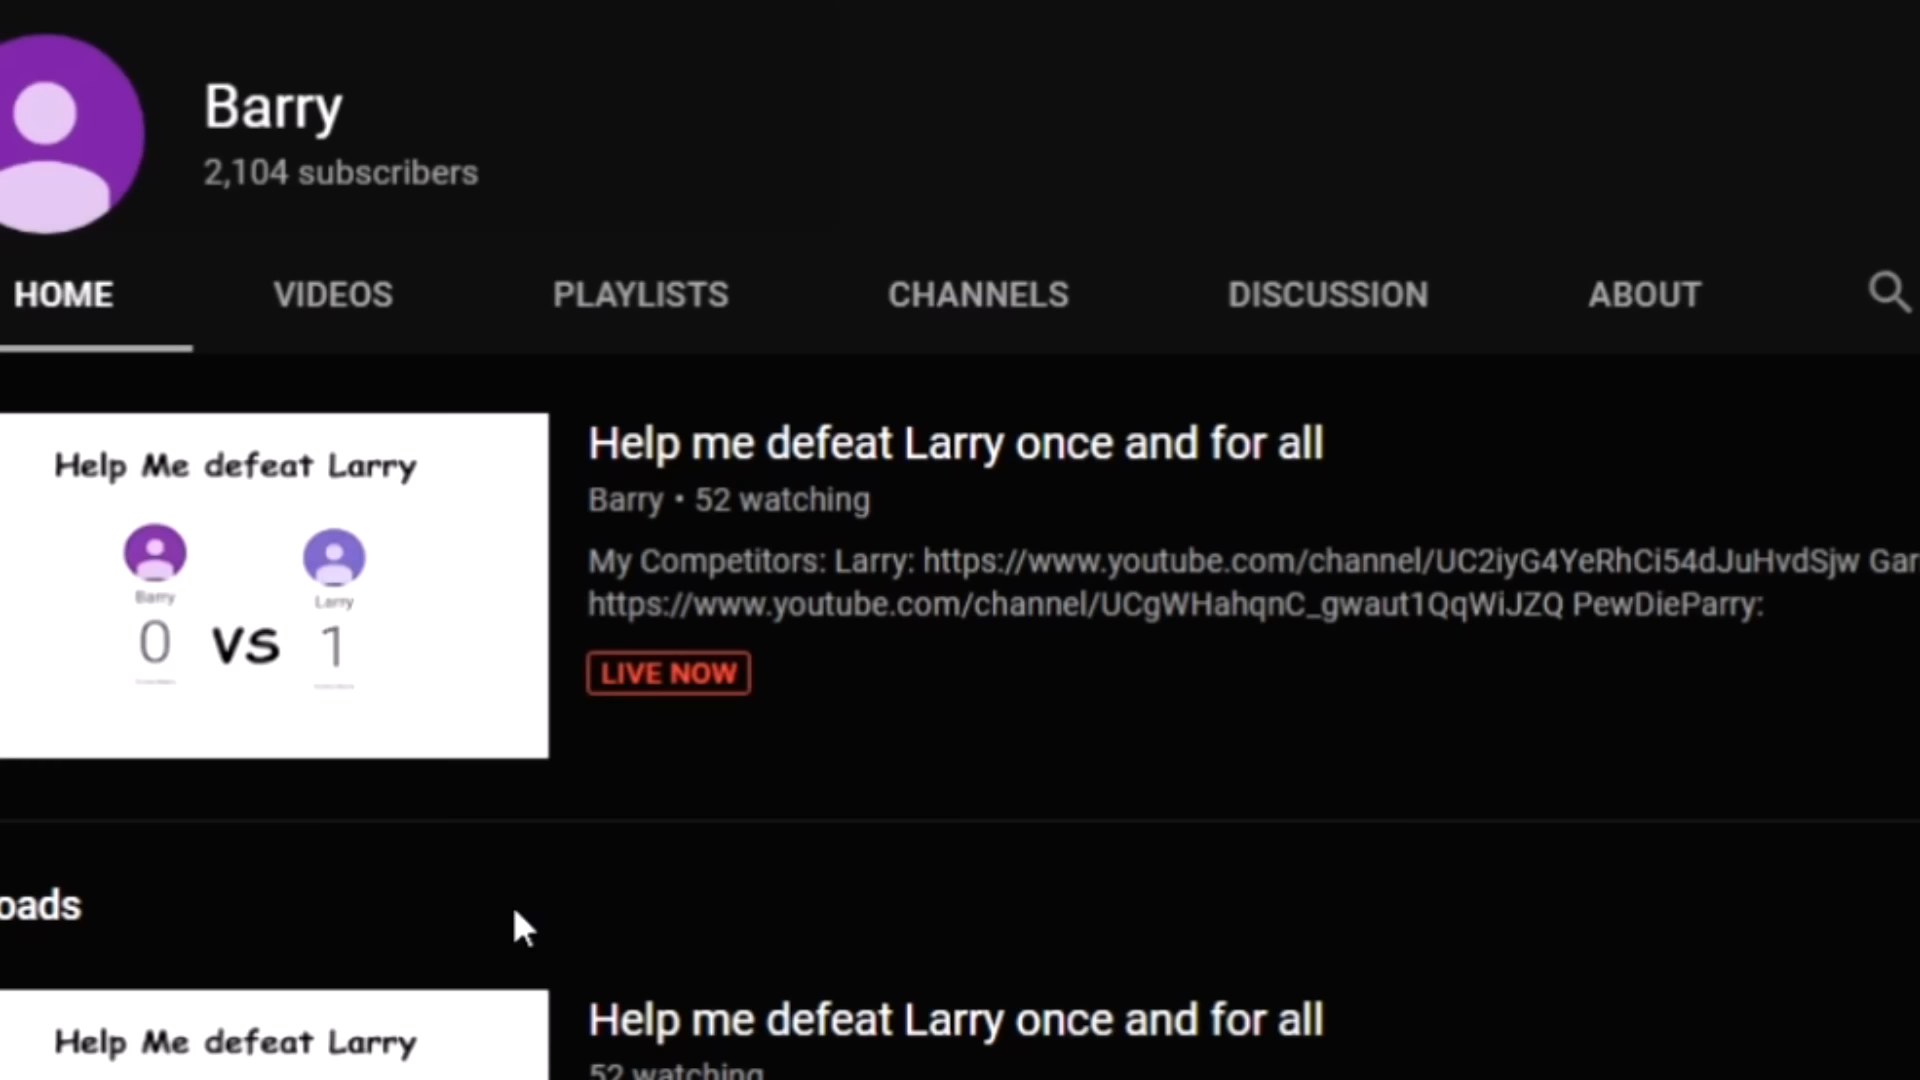 Barry
2,104 subscribers
HOME VIDEOS PLAYLISTS CHANNELS DISCUSSION ABOUT
Help Me defeat Larry
Barry Larry
0 VS 1
Help me defeat Larry once and for all
Barry • 52 watching
My Competitors: Larry: https://www.youtube.com/channel/UC2iyG4YeRhCi54dJuHvdSjw Gar
https://www.youtube.com/channel/UCgWHahqnC_gwaut1QqWiJZQ PewDieParry:
LIVE NOW
oads
Help Me defeat Larry
Help me defeat Larry once and for all
52 watching